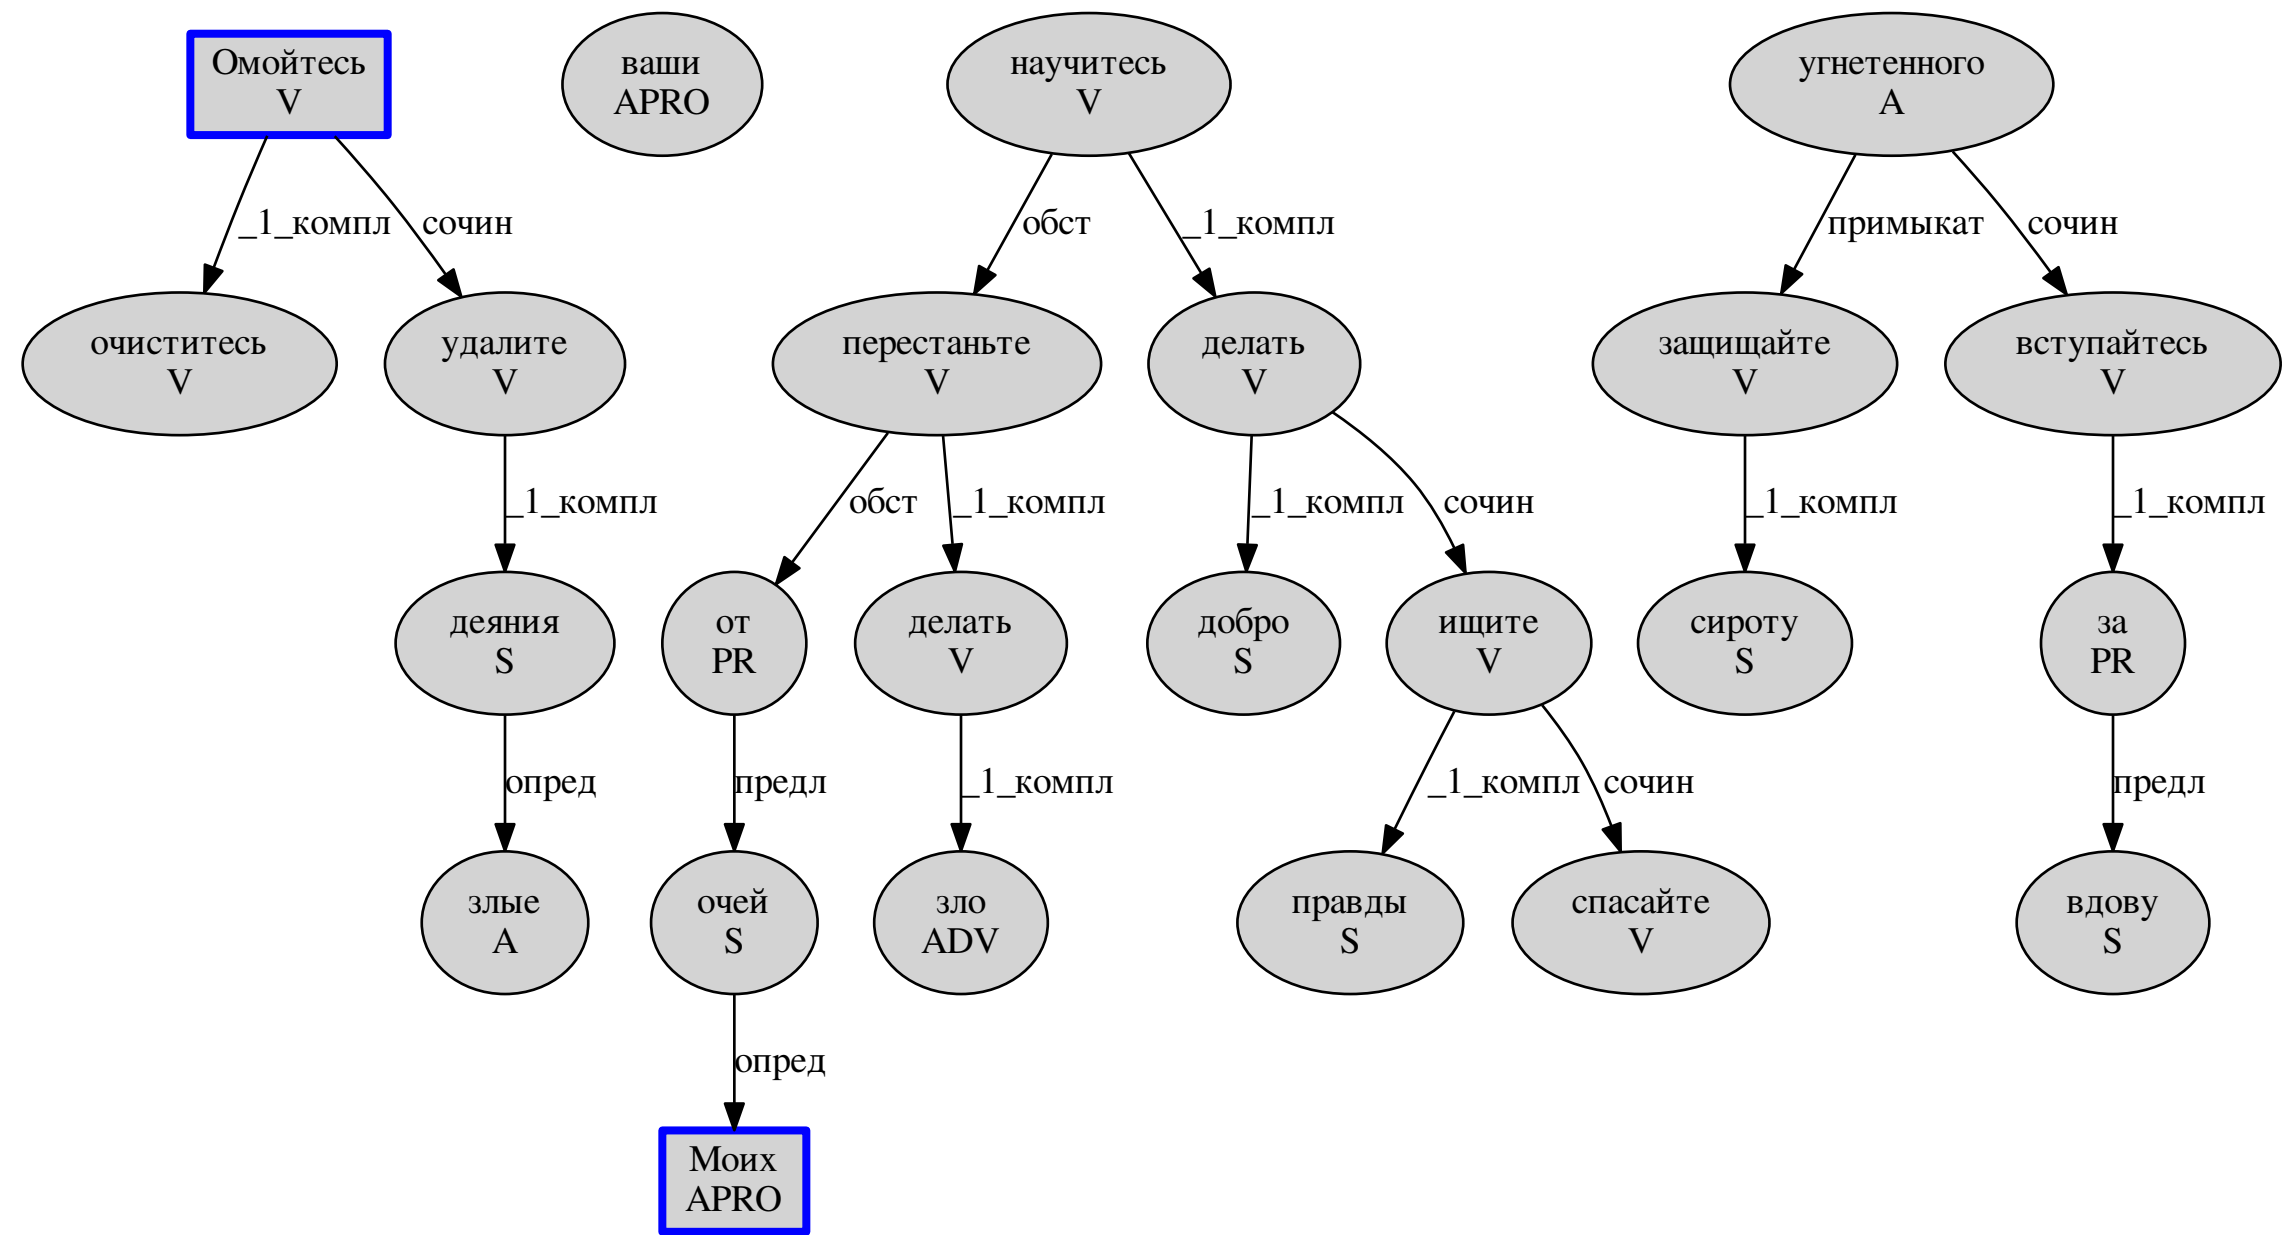 Омойтесь
V
ваши
APRO
научитесь
V
угнетенного
A
_1_компл
сочин
обст
_1_компл
примыкат
сочин
очиститесь
V
удалите
V
перестаньте
V
делать
V
защищайте
V
вступайтесь
V
_1_компл
обст
_1_компл
_1_компл
сочин
_1_компл
_1_компл
деяния
S
от
PR
делать
V
добро
S
ищите
V
сироту
S
за
PR
опред
предл
_1_компл
_1_компл
сочин
предл
злые
A
очей
S
зло
ADV
правды
S
спасайте
V
вдову
S
опред
Моих
APRO